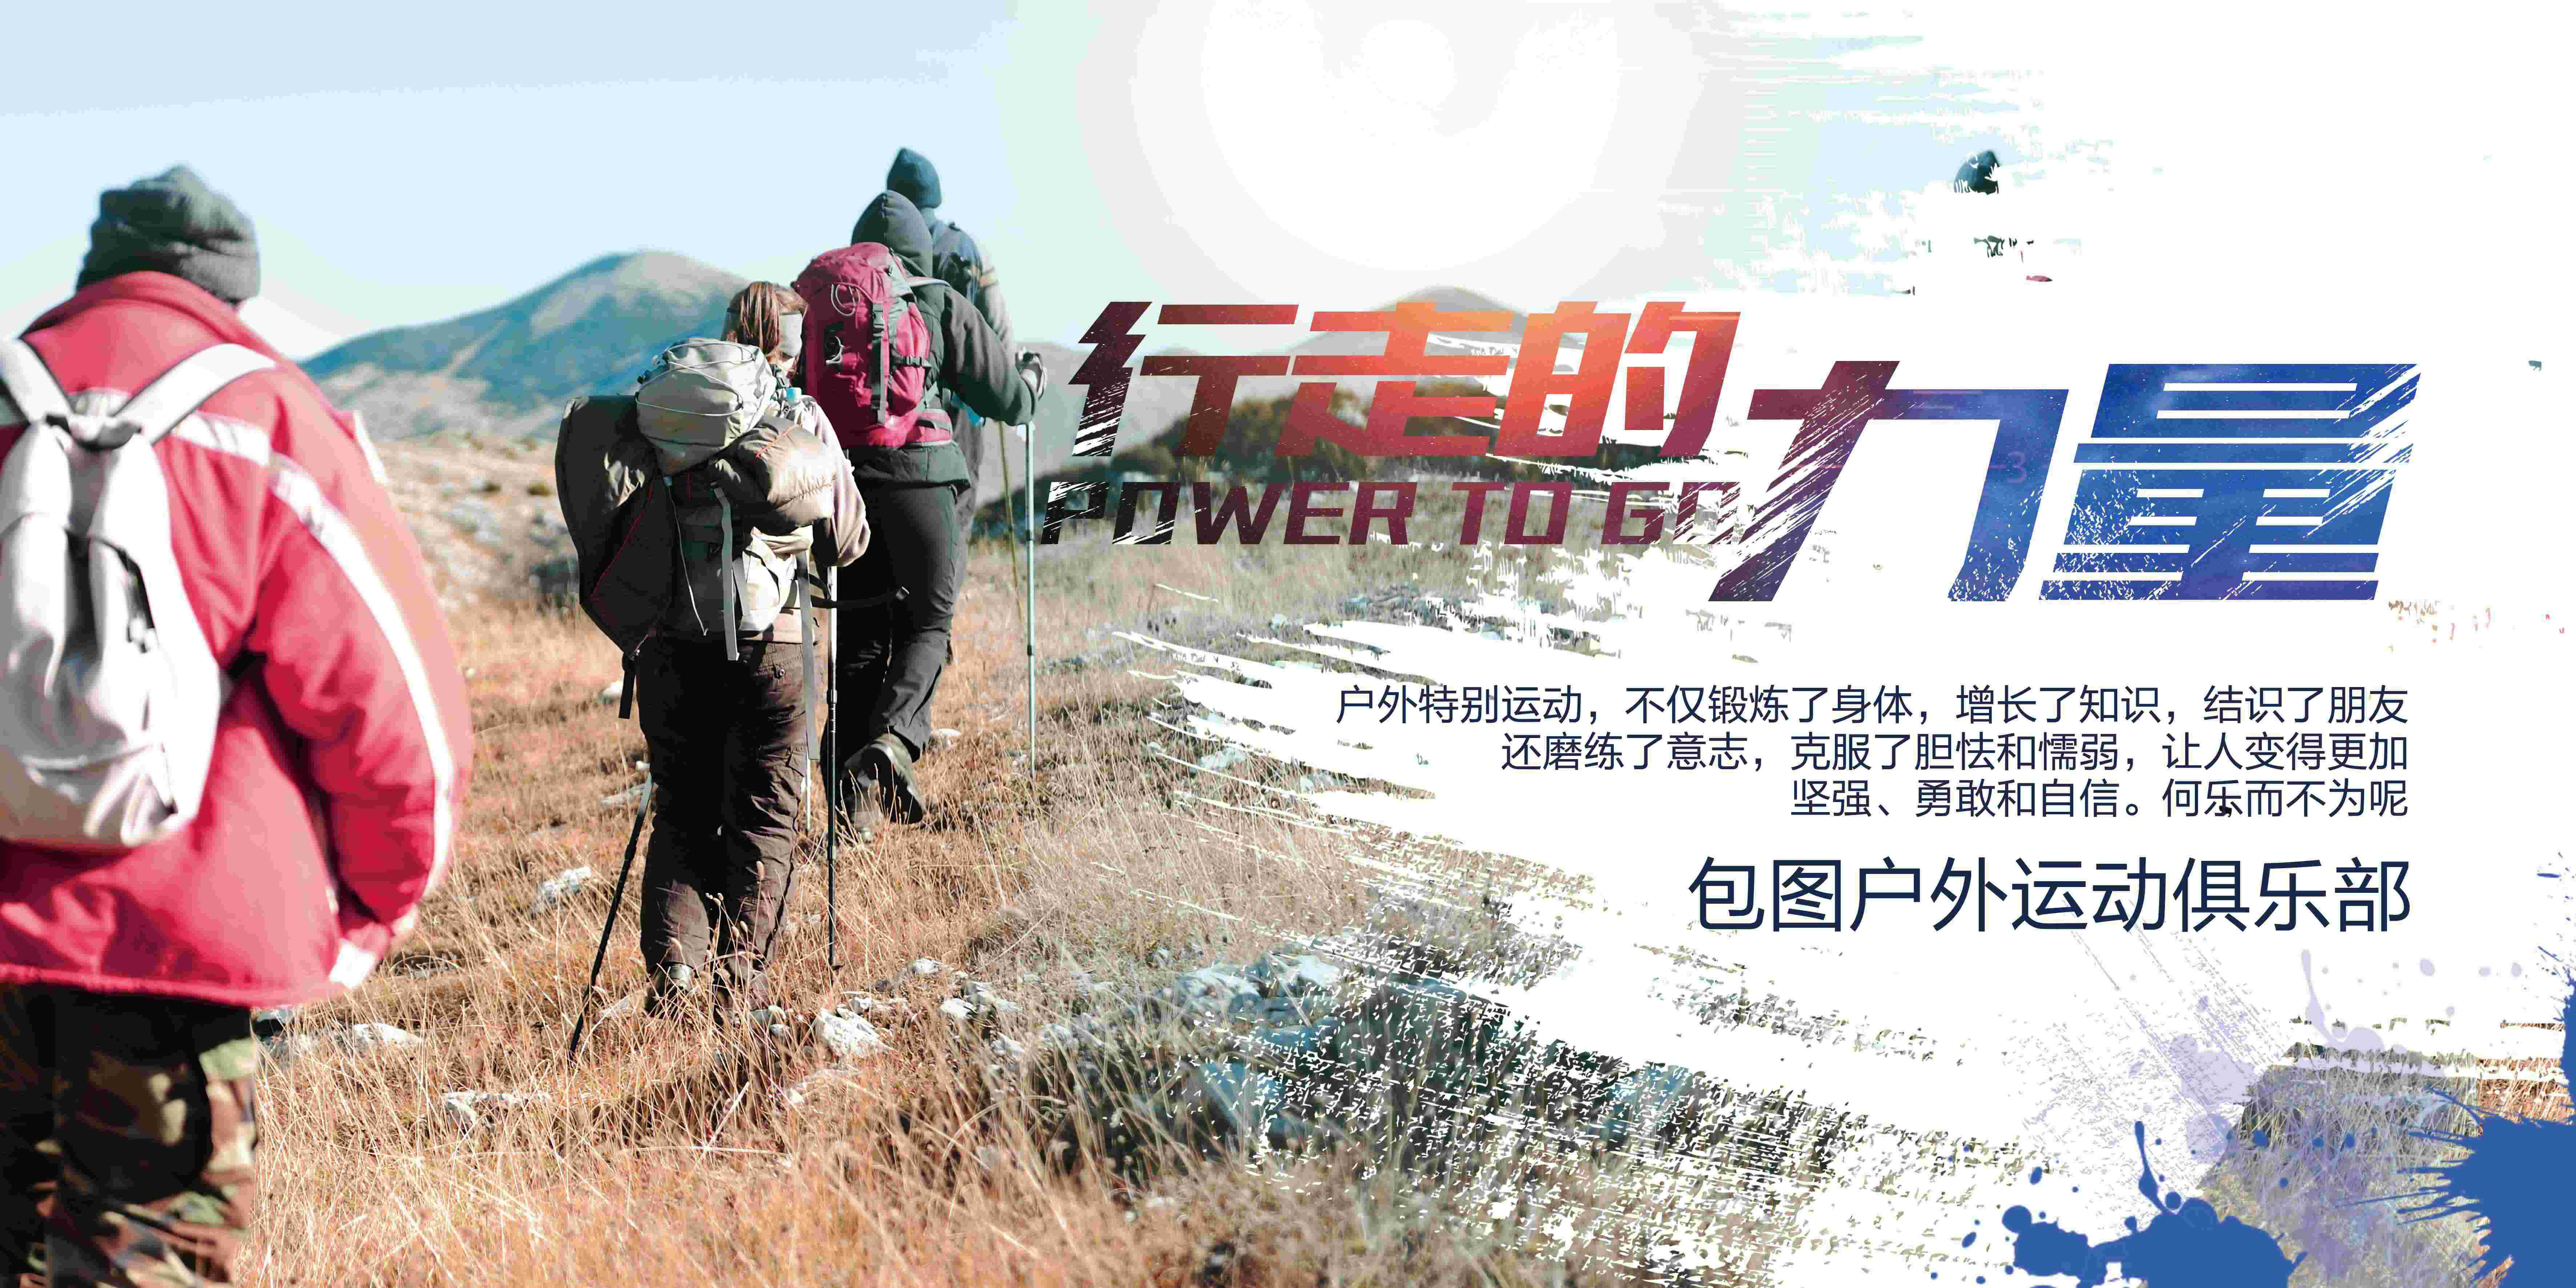 行走的力量
POWER TO GO
户外特别运动，不仅锻炼了身体，增长了知识，结识了朋友
还磨练了意志，克服了胆怯和懦弱，让人变得更加
坚强、勇敢和自信。何乐而不为呢
包图户外运动俱乐部